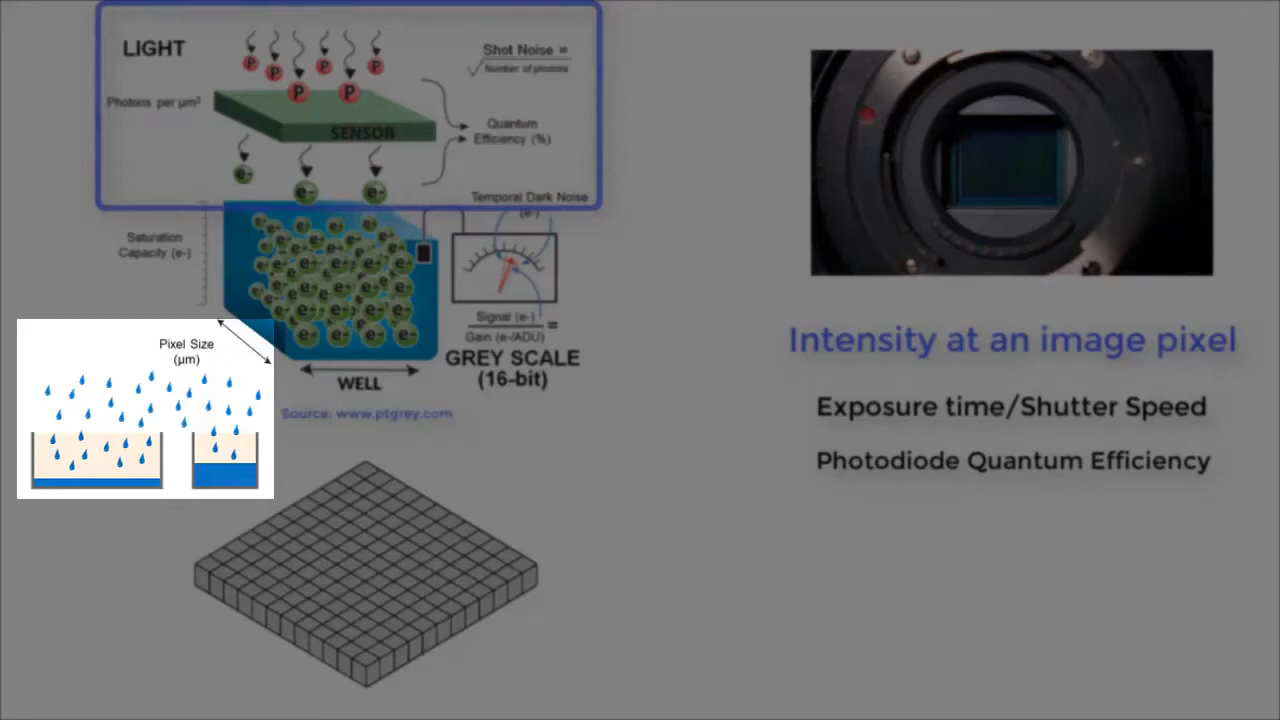 LIGHT
Shot Noise =
√Number of photons
P P P P P P
Photons per µm²
Quantum
Efficiency (%)
SENSOR
e- e- e-
Temporal Dark Noise
(e-)
Saturation
Capacity (e-)
Signal (e-) =
Gain (e-/ADU)
GREY SCALE
(16-bit)
WELL
Pixel Size
(µm)
Source: www.ptgrey.com
Intensity at an image pixel
Exposure time/Shutter Speed
Photodiode Quantum Efficiency